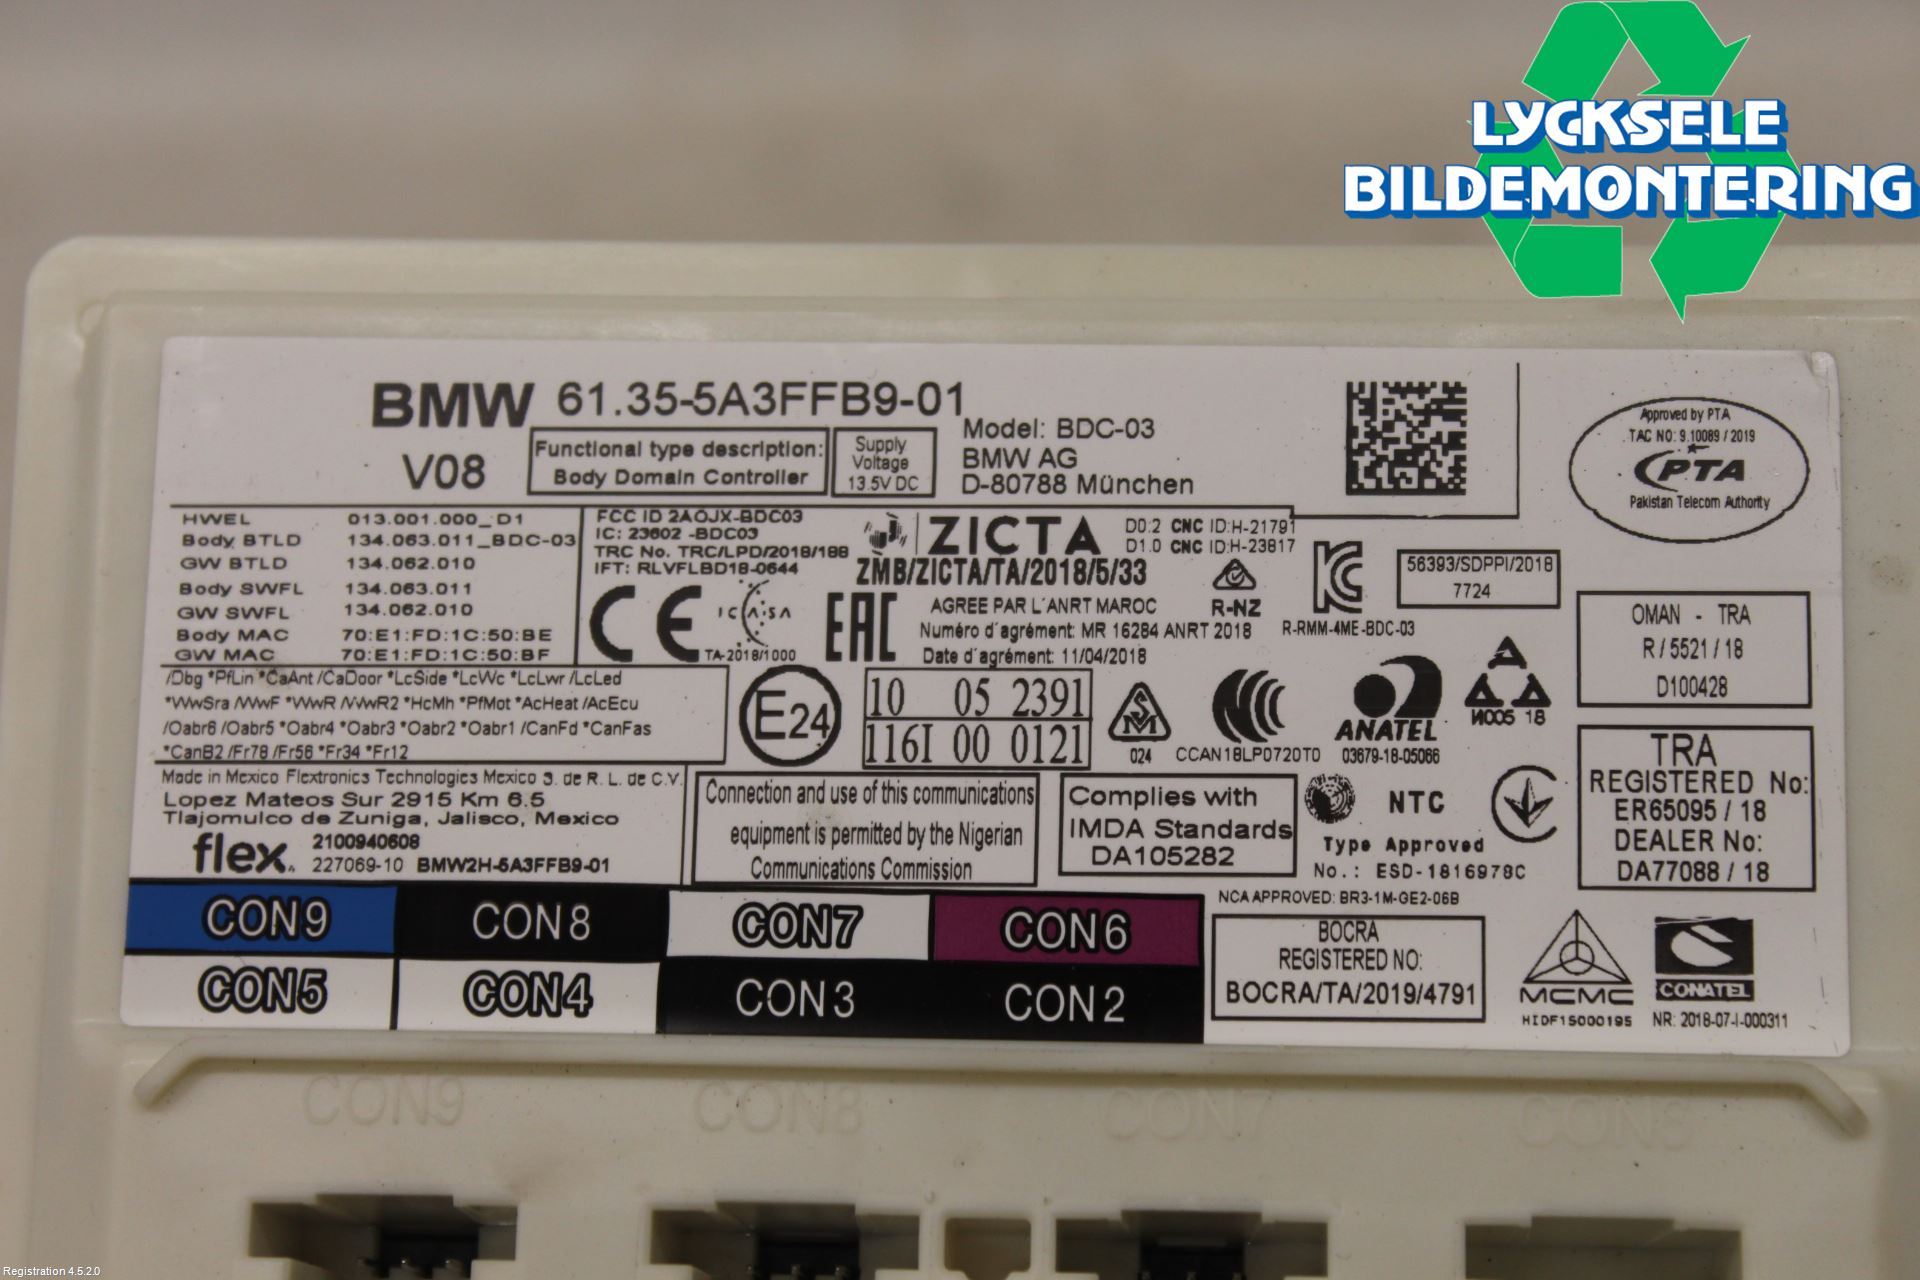 LYCKSELE
BILDEMONTERING
BMW 61.35-5A3FFB9-01
V08
Functional type description:
Body Domain Controller
Supply
Voltage
13.5V DC
Model: BDC-03
BMW AG
D-80788 München
Approved by PTA
TAC NO: 9.10089 / 2019
PTA
Pakistan Telecom Authority
HWEL 013.001.000_D1
Body BTLD 134.063.011_BDC-03
GW BTLD 134.062.010
Body SWFL 134.063.011
GW SWFL 134.062.010
Body MAC 70:E1:FD:1C:50:BE
GW MAC 70:E1:FD:1C:50:BF
FCC ID 2AOJX-BDC03
IC: 23602 -BDC03
TRC No. TRC/LPD/2018/188
IFT: RLVFLBD18-0644
CE
ICASA
TA-2018/1000
ZICTA
ZMB/ZICTA/TA/2018/5/33
D0.2 CNC ID:H-21791
D1.0 CNC ID:H-23817
EAC
AGREE PAR L'ANRT MAROC
Numéro d'agrément: MR 16284 ANRT 2018
Date d'agrément: 11/04/2018
R-NZ
R-RMM-4ME-BDC-03
56393/SDPPI/2018
7724
OMAN - TRA
R / 5521 / 18
D100428
/Dbg *PfLin *CaAnt /CaDoor *LcSide *LcWc *LcLwr /LcLed
*WwSra /WwF *WwR /WwR2 *HcMh *PfMot *AcHeat /AcEcu
/Oabr6 /Oabr5 *Oabr4 *Oabr3 *Oabr2 *Oabr1 /CanFd *CanFas
*CanB2 /Fr78 /Fr56 *Fr34 *Fr12
E24
10 05 2391
116I 00 0121
024
CCAN18LP0720T0
ANATEL
03679-18-05066
И005 18
TRA
REGISTERED No:
ER65095 / 18
DEALER No:
DA77088 / 18
Made in Mexico Flextronics Technologies Mexico S. de R. L. de C.V.
Lopez Mateos Sur 2915 Km 6.5
Tlajomulco de Zuniga, Jalisco, Mexico
flex.
2100940608
227069-10 BMW2H-5A3FFB9-01
Connection and use of this communications
equipment is permitted by the Nigerian
Communications Commission
Complies with
IMDA Standards
DA105282
NTC
Type Approved
No.: ESD-1816978C
CON9 CON8 CON7 CON6
CON5 CON4 CON3 CON2
NCA APPROVED: BR3-1M-GE2-06B
BOCRA
REGISTERED NO:
BOCRA/TA/2019/4791
MCMC
HIDF15000195
CONATEL
NR: 2018-07-I-000311
CON9 CON8 CON7 CON6
Registration 4.5.2.0